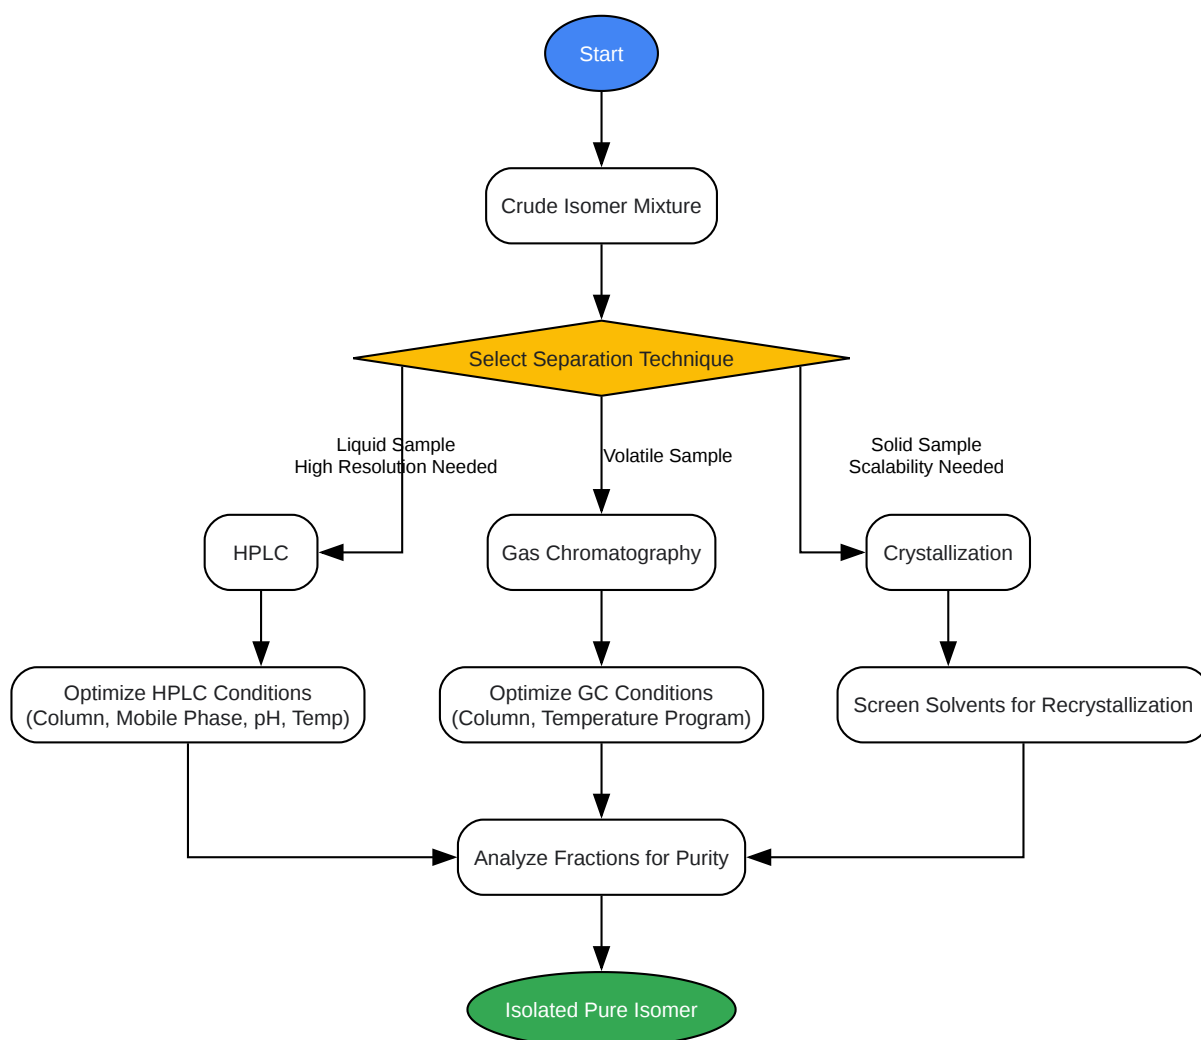 Start
Crude Isomer Mixture
Select Separation Technique
Liquid Sample
High Resolution Needed
Volatile Sample
Solid Sample
Scalability Needed
HPLC
Gas Chromatography
Crystallization
Optimize HPLC Conditions
(Column, Mobile Phase, pH, Temp)
Optimize GC Conditions
(Column, Temperature Program)
Screen Solvents for Recrystallization
Analyze Fractions for Purity
Isolated Pure Isomer